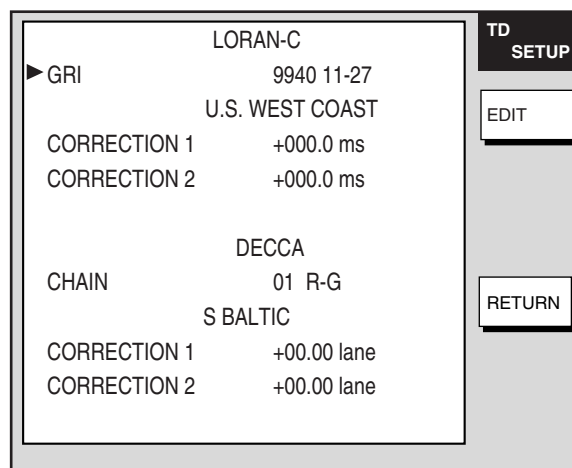 LORAN-C
GRI 9940 11-27
U.S. WEST COAST
CORRECTION 1 +000.0 ms
CORRECTION 2 +000.0 ms
DECCA
CHAIN 01 R-G
S BALTIC
CORRECTION 1 +00.00 lane
CORRECTION 2 +00.00 lane
TD
SETUP
EDIT
RETURN